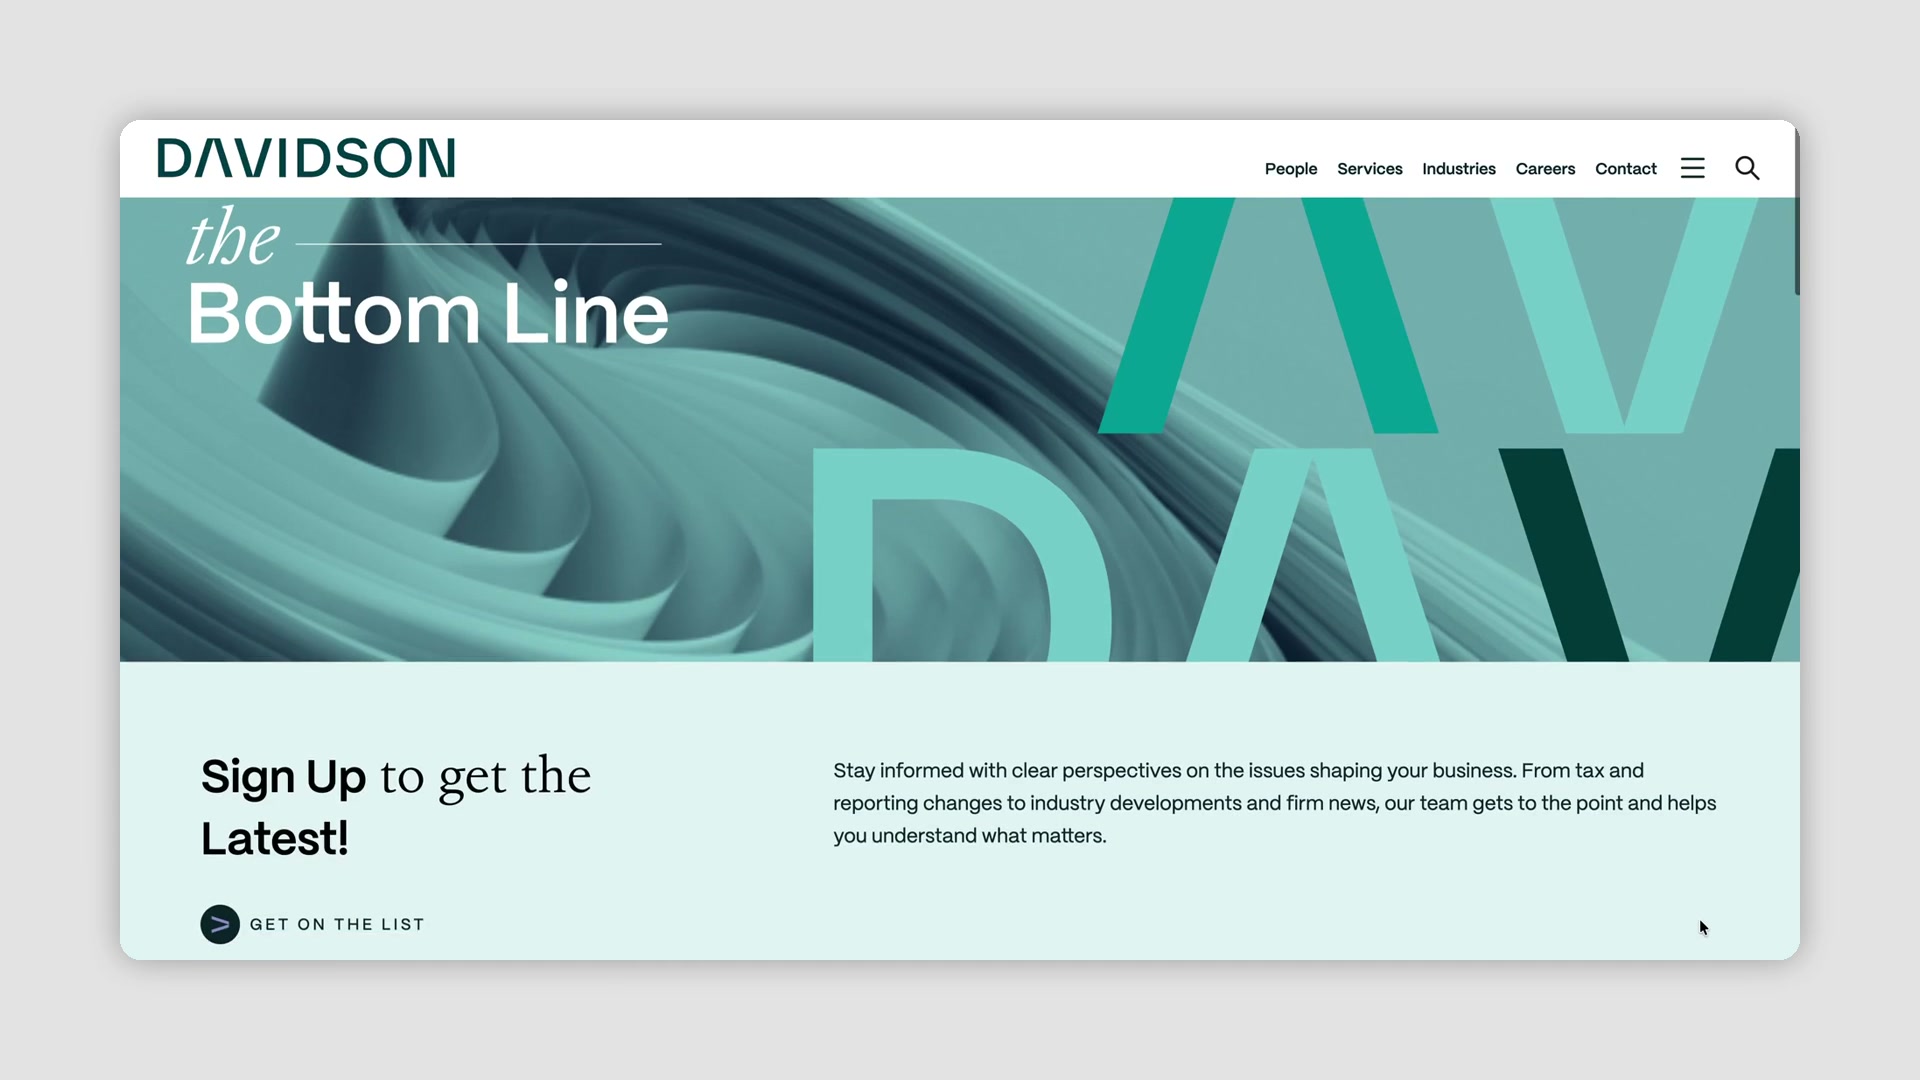 DAVIDSON
People Services Industries Careers Contact
the
Bottom Line
AV
DAV
Sign Up to get the
Latest!
Stay informed with clear perspectives on the issues shaping your business. From tax and
reporting changes to industry developments and firm news, our team gets to the point and helps
you understand what matters.
GET ON THE LIST